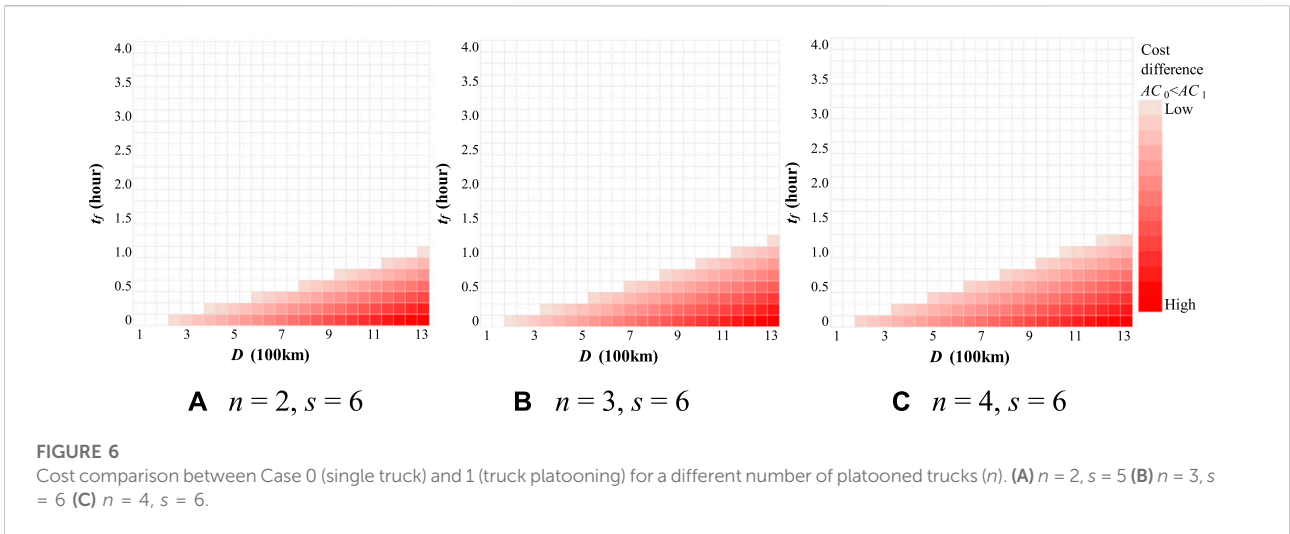 4.0
3.5
3.0
2.5
2.0
1.5
1.0
0.5
0
tf (hour)
1 3 5 7 9 11 13
D (100km)
A n = 2, s = 6
4.0
3.5
3.0
2.5
2.0
1.5
1.0
0.5
0
tf (hour)
1 3 5 7 9 11 13
D (100km)
B n = 3, s = 6
4.0
3.5
3.0
2.5
2.0
1.5
1.0
0.5
0
tf (hour)
1 3 5 7 9 11 13
D (100km)
C n = 4, s = 6
Cost
difference
AC0<AC1
Low
High
FIGURE 6
Cost comparison between Case 0 (single truck) and 1 (truck platooning) for a different number of platooned trucks (n). (A) n = 2, s = 5 (B) n = 3, s
= 6 (C) n = 4, s = 6.